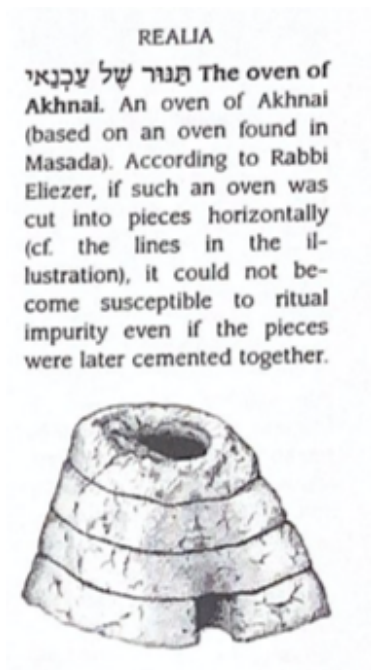 REALIA
תַּנּוּר שֶׁל עַכְנַאי The oven of
Akhnai. An oven of Akhnai
(based on an oven found in
Masada). According to Rabbi
Eliezer, if such an oven was
cut into pieces horizontally
(cf. the lines in the il-
lustration), it could not be-
come susceptible to ritual
impurity even if the pieces
were later cemented together.